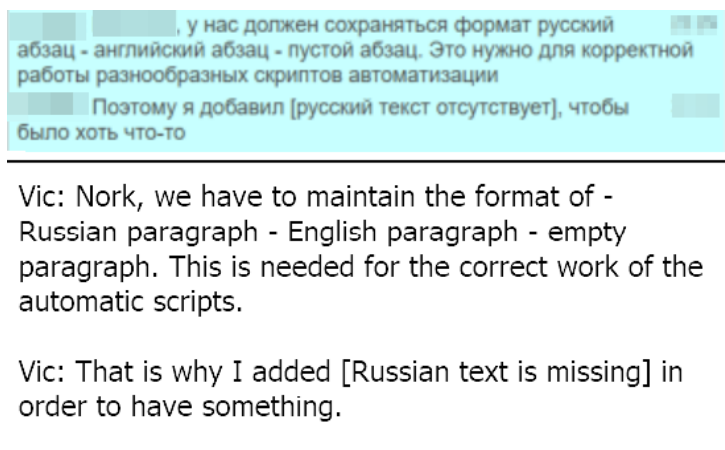 , у нас должен сохраняться формат русский
абзац - английский абзац - пустой абзац. Это нужно для корректной
работы разнообразных скриптов автоматизации
Поэтому я добавил [русский текст отсутствует], чтобы
было хоть что-то
Vic: Nork, we have to maintain the format of -
Russian paragraph - English paragraph - empty
paragraph. This is needed for the correct work of the
automatic scripts.
Vic: That is why I added [Russian text is missing] in
order to have something.